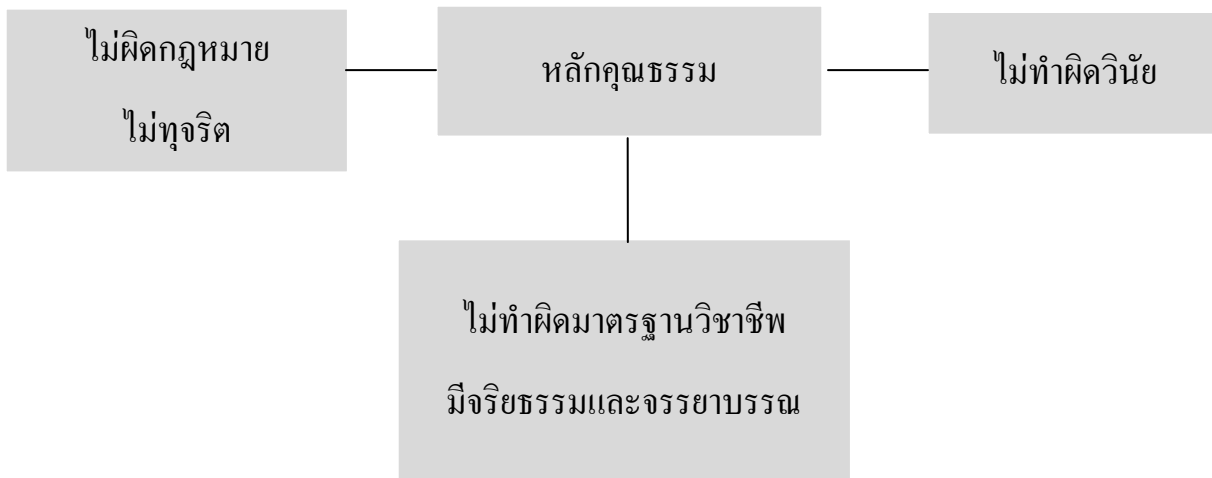 ไม่ผิดกฎหมาย
ไม่ทุจริต
หลักคุณธรรม
ไม่ทำผิดวินัย
ไม่ทำผิดมาตรฐานวิชาชีพ
มีจริยธรรมและจรรยาบรรณ